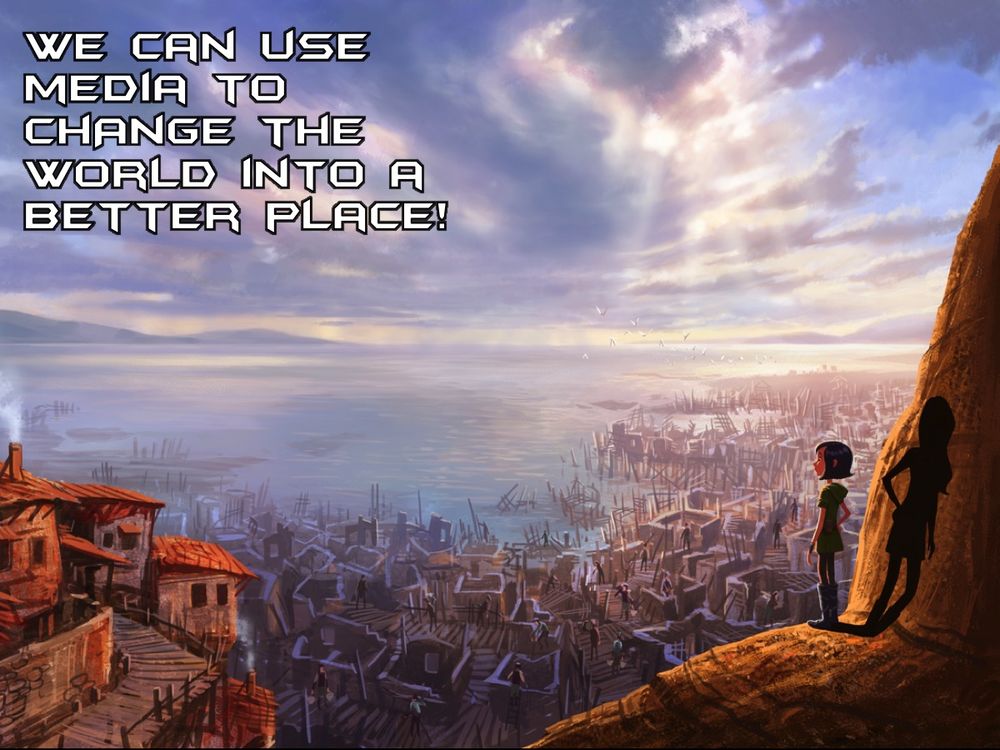 WE CAN USE
MEDIA TO
CHANGE THE
WORLD INTO A
BETTER PLACE!